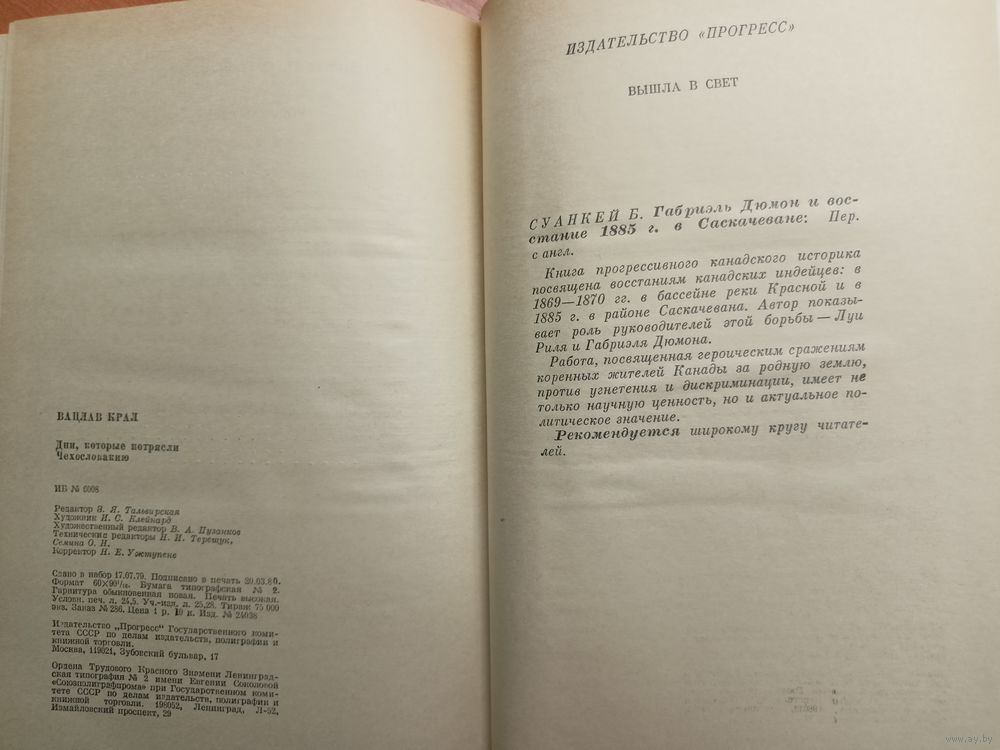 ВАЦЛАВ КРАЛ
Дни, которые потрясли
Чехословакию
ИБ № 6008
Редактор З. Я. Тальвирская
Художник И. С. Клейнард
Художественный редактор В. А. Пузанков
Технические редакторы Н. И. Терещук,
Семина О. Н.
Корректор Н. Е. Ужтупене
Сдано в набор 17.07.79. Подписано в печать 20.03.80.
Формат 60×90¹/₁₆. Бумага типографская № 2.
Гарнитура обыкновенная новая. Печать высокая.
Условн. печ. л. 24,5. Уч.-изд. л. 25,28. Тираж 75 000
экз. Заказ № 286. Цена 1 р. 10 к. Изд. № 24038
Издательство „Прогресс" Государственного коми-
тета СССР по делам издательств, полиграфии и
книжной торговли.
Москва, 119021, Зубовский бульвар, 17
Ордена Трудового Красного Знамени Ленинград-
ская типография № 2 имени Евгении Соколовой
«Союзполиграфпрома» при Государственном коми-
тете СССР по делам издательств, полиграфии и
книжной торговли. 198052, Ленинград, Л-52,
Измайловский проспект, 29
ИЗДАТЕЛЬСТВО «ПРОГРЕСС»
ВЫШЛА В СВЕТ
СУАНКЕЙ Б. Габриэль Дюмон и вос-
стание 1885 г. в Саскачеване: Пер.
с англ.
Книга прогрессивного канадского историка
посвящена восстаниям канадских индейцев: в
1869—1870 гг. в бассейне реки Красной и в
1885 г. в районе Саскачевана. Автор показы-
вает роль руководителей этой борьбы — Луи
Риля и Габриэля Дюмона.
Работа, посвященная героическим сражениям
коренных жителей Канады за родную землю,
против угнетения и дискриминации, имеет не
только научную ценность, но и актуальное по-
литическое значение.
Рекомендуется широкому кругу читате-
лей.
www.ay.by